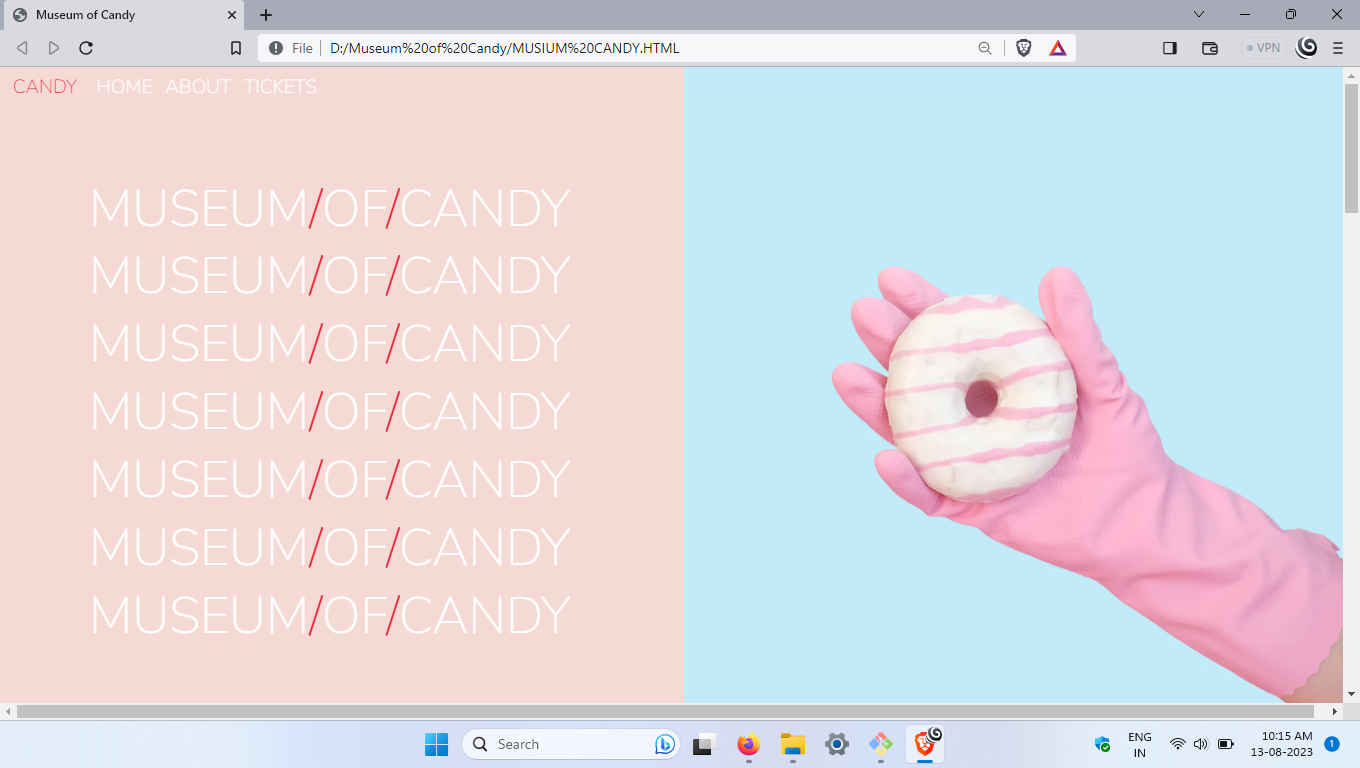 Museum of Candy
File D:/Museum%20of%20Candy/MUSIUM%20CANDY.HTML VPN
CANDY HOME ABOUT TICKETS
MUSEUM/OF/CANDY
MUSEUM/OF/CANDY
MUSEUM/OF/CANDY
MUSEUM/OF/CANDY
MUSEUM/OF/CANDY
MUSEUM/OF/CANDY
MUSEUM/OF/CANDY
Search
ENG
IN
10:15 AM
13-08-2023
1